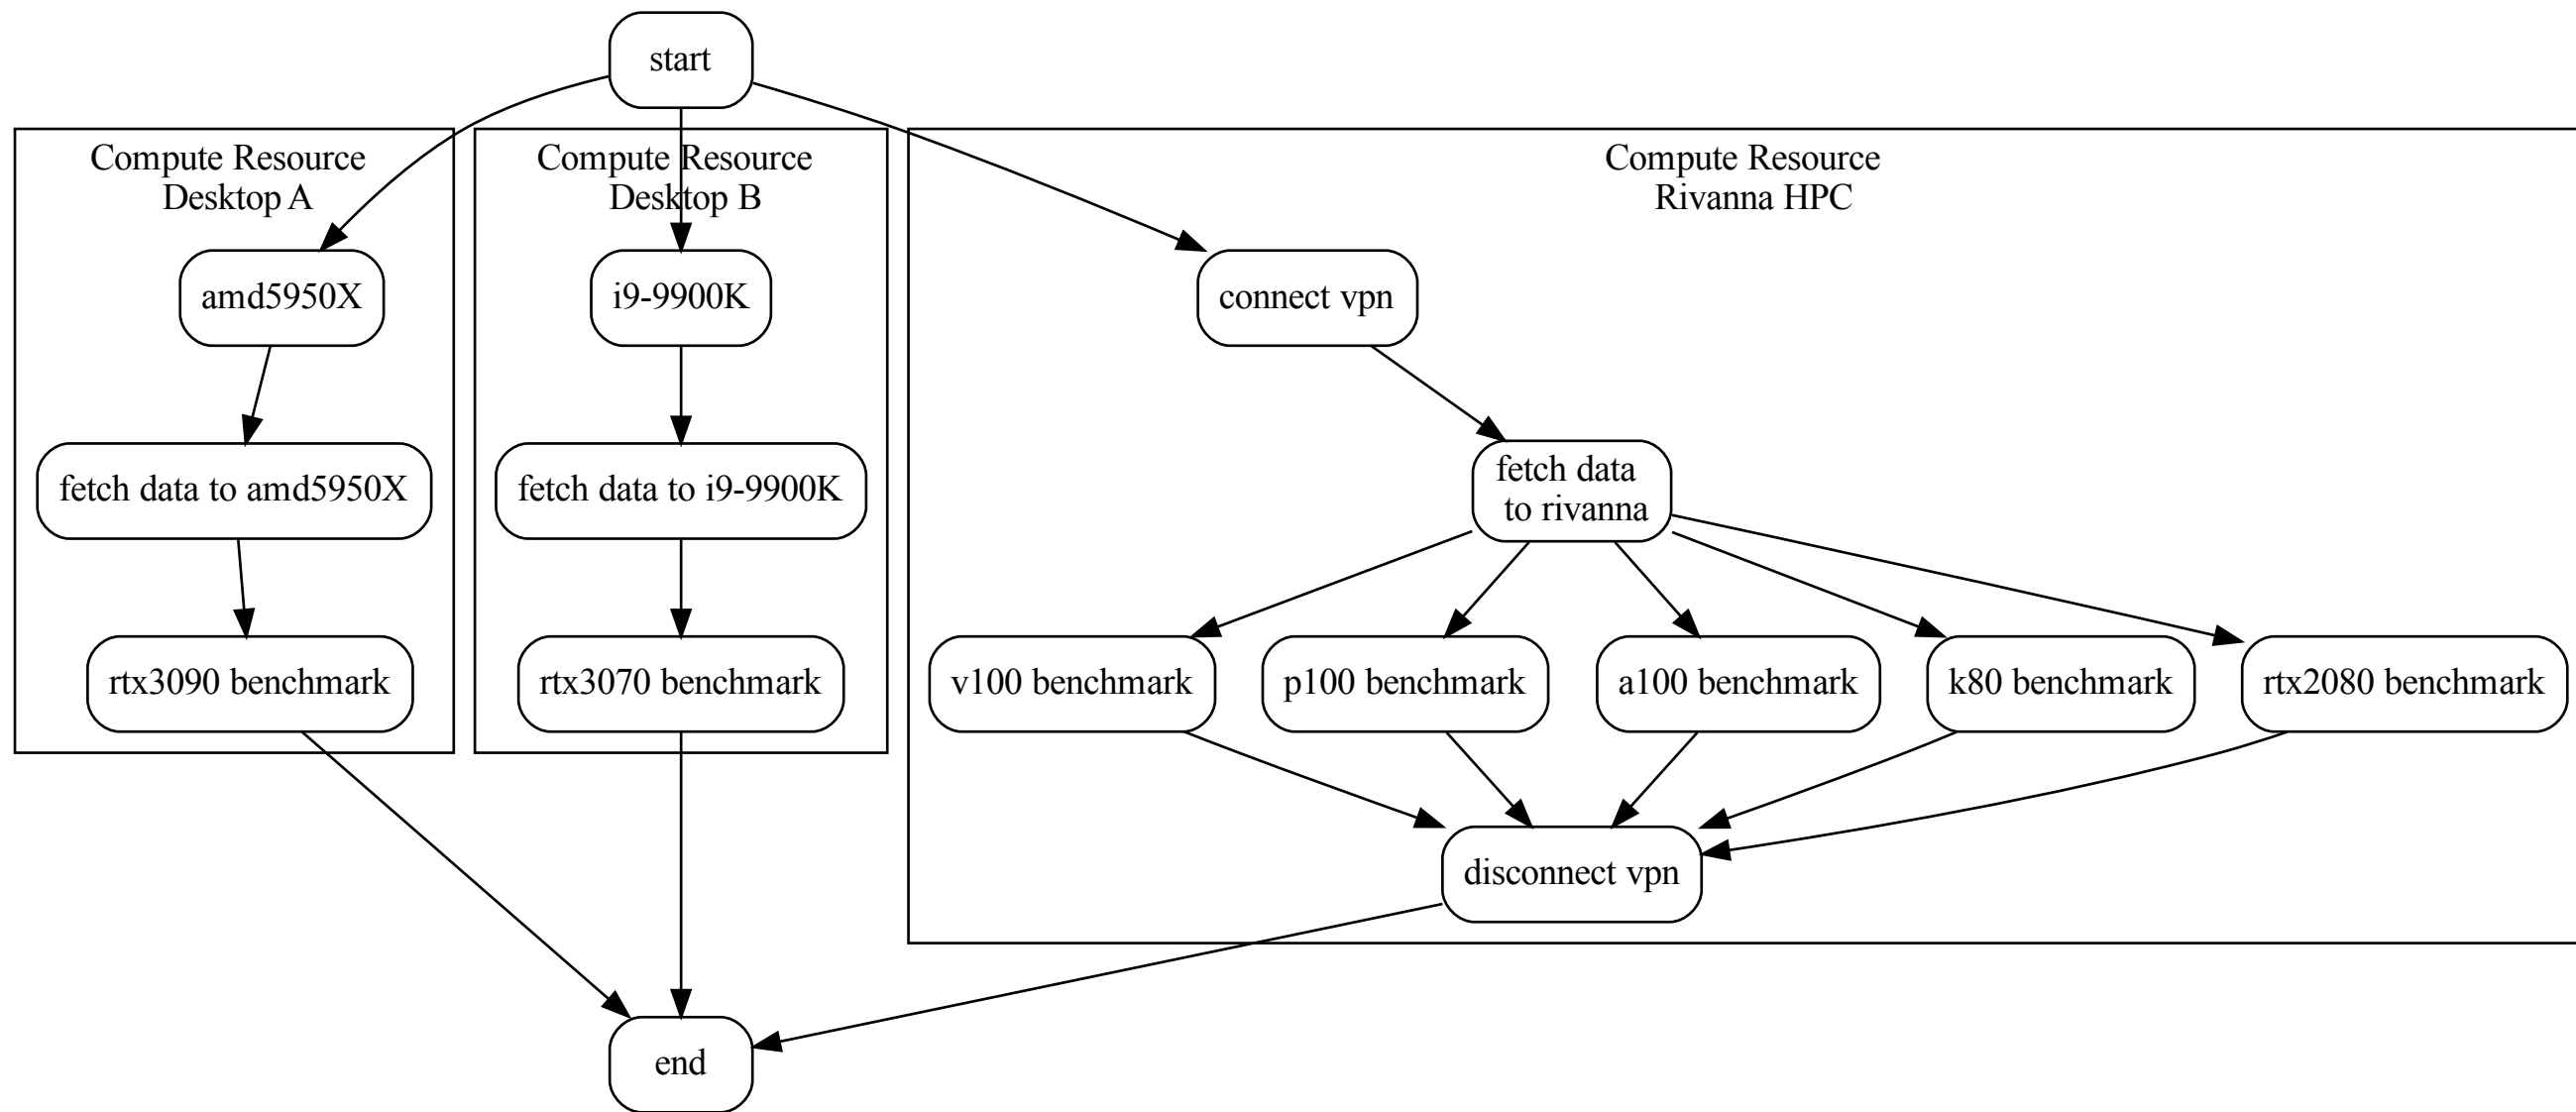 start
Compute Resource
Desktop A
Compute Resource
Desktop B
Compute Resource
Rivanna HPC
amd5950X
i9-9900K
connect vpn
fetch data to amd5950X
fetch data to i9-9900K
fetch data
to rivanna
rtx3090 benchmark
rtx3070 benchmark
v100 benchmark
p100 benchmark
a100 benchmark
k80 benchmark
rtx2080 benchmark
disconnect vpn
end